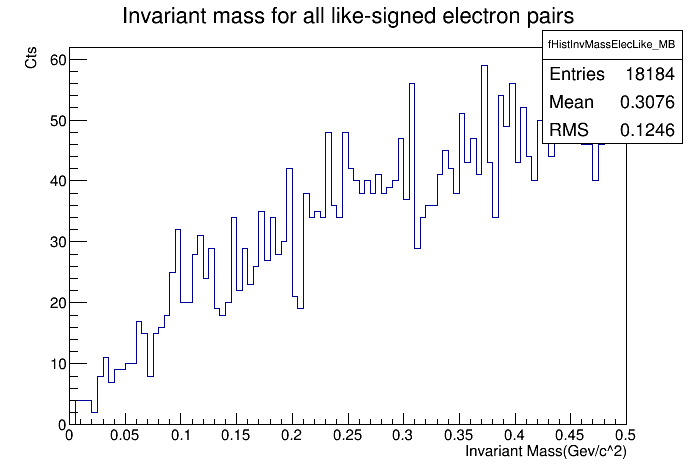 Invariant mass for all like-signed electron pairs
fHistInvMassElecLike_MB
Entries 18184
Mean 0.3076
RMS 0.1246
Cts
60
50
40
30
20
10
0
0 0.05 0.1 0.15 0.2 0.25 0.3 0.35 0.4 0.45 0.5
Invariant Mass(Gev/c^2)